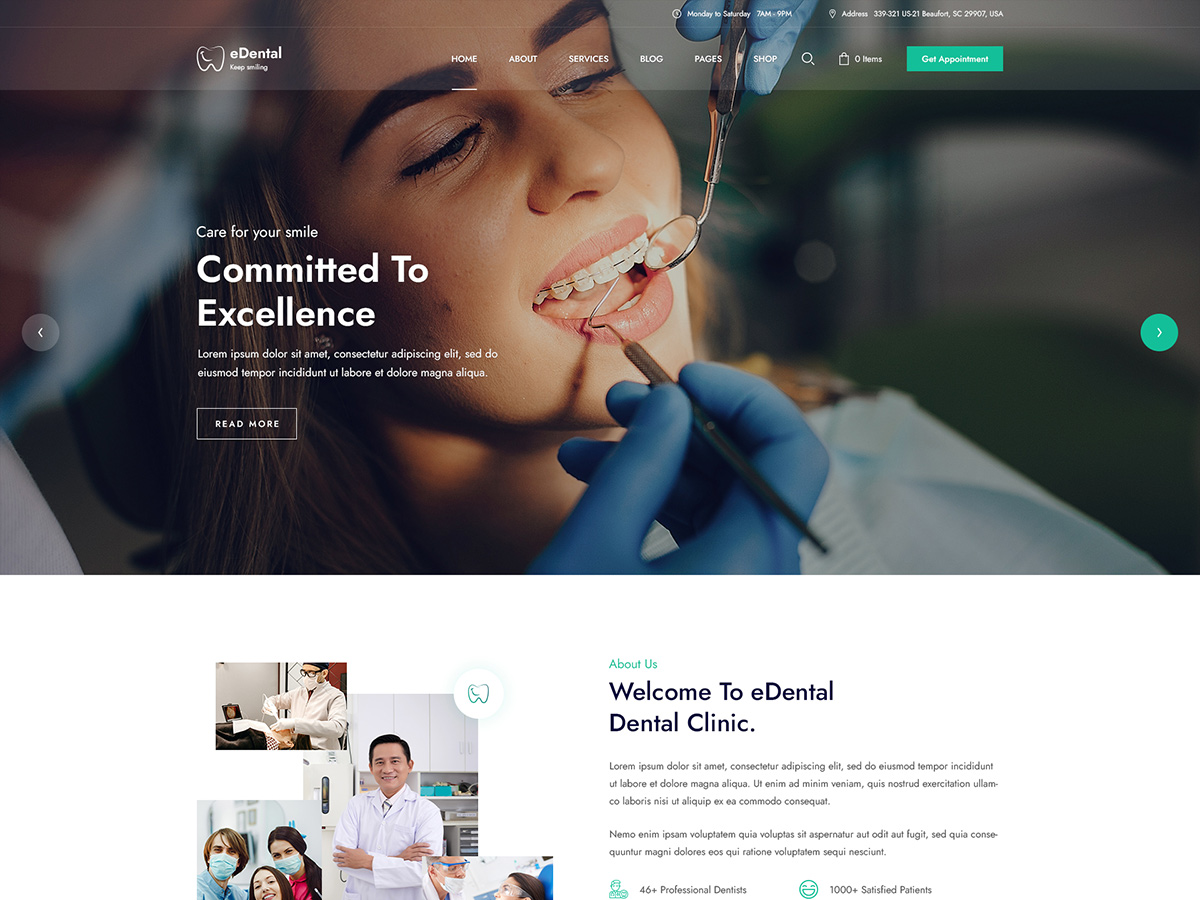 Monday to Saturday 7AM - 9PM
Address 339-321 US-21 Beaufort, SC 29907, USA
eDental
Keep smiling
HOME
ABOUT
SERVICES
BLOG
PAGES
SHOP
0 Items
Get Appointment
Care for your smile
Committed To
Excellence
Lorem ipsum dolor sit amet, consectetur adipiscing elit, sed do
eiusmod tempor incididunt ut labore et dolore magna aliqua.
READ MORE
About Us
Welcome To eDental
Dental Clinic.
Lorem ipsum dolor sit amet, consectetur adipiscing elit, sed do eiusmod tempor incididunt
ut labore et dolore magna aliqua. Ut enim ad minim veniam, quis nostrud exercitation ullam-
co laboris nisi ut aliquip ex ea commodo consequat.
Nemo enim ipsam voluptatem quia voluptas sit aspernatur aut odit aut fugit, sed quia conse-
quuntur magni dolores eos qui ratione voluptatem sequi nesciunt.
46+ Professional Dentists
1000+ Satisfied Patients